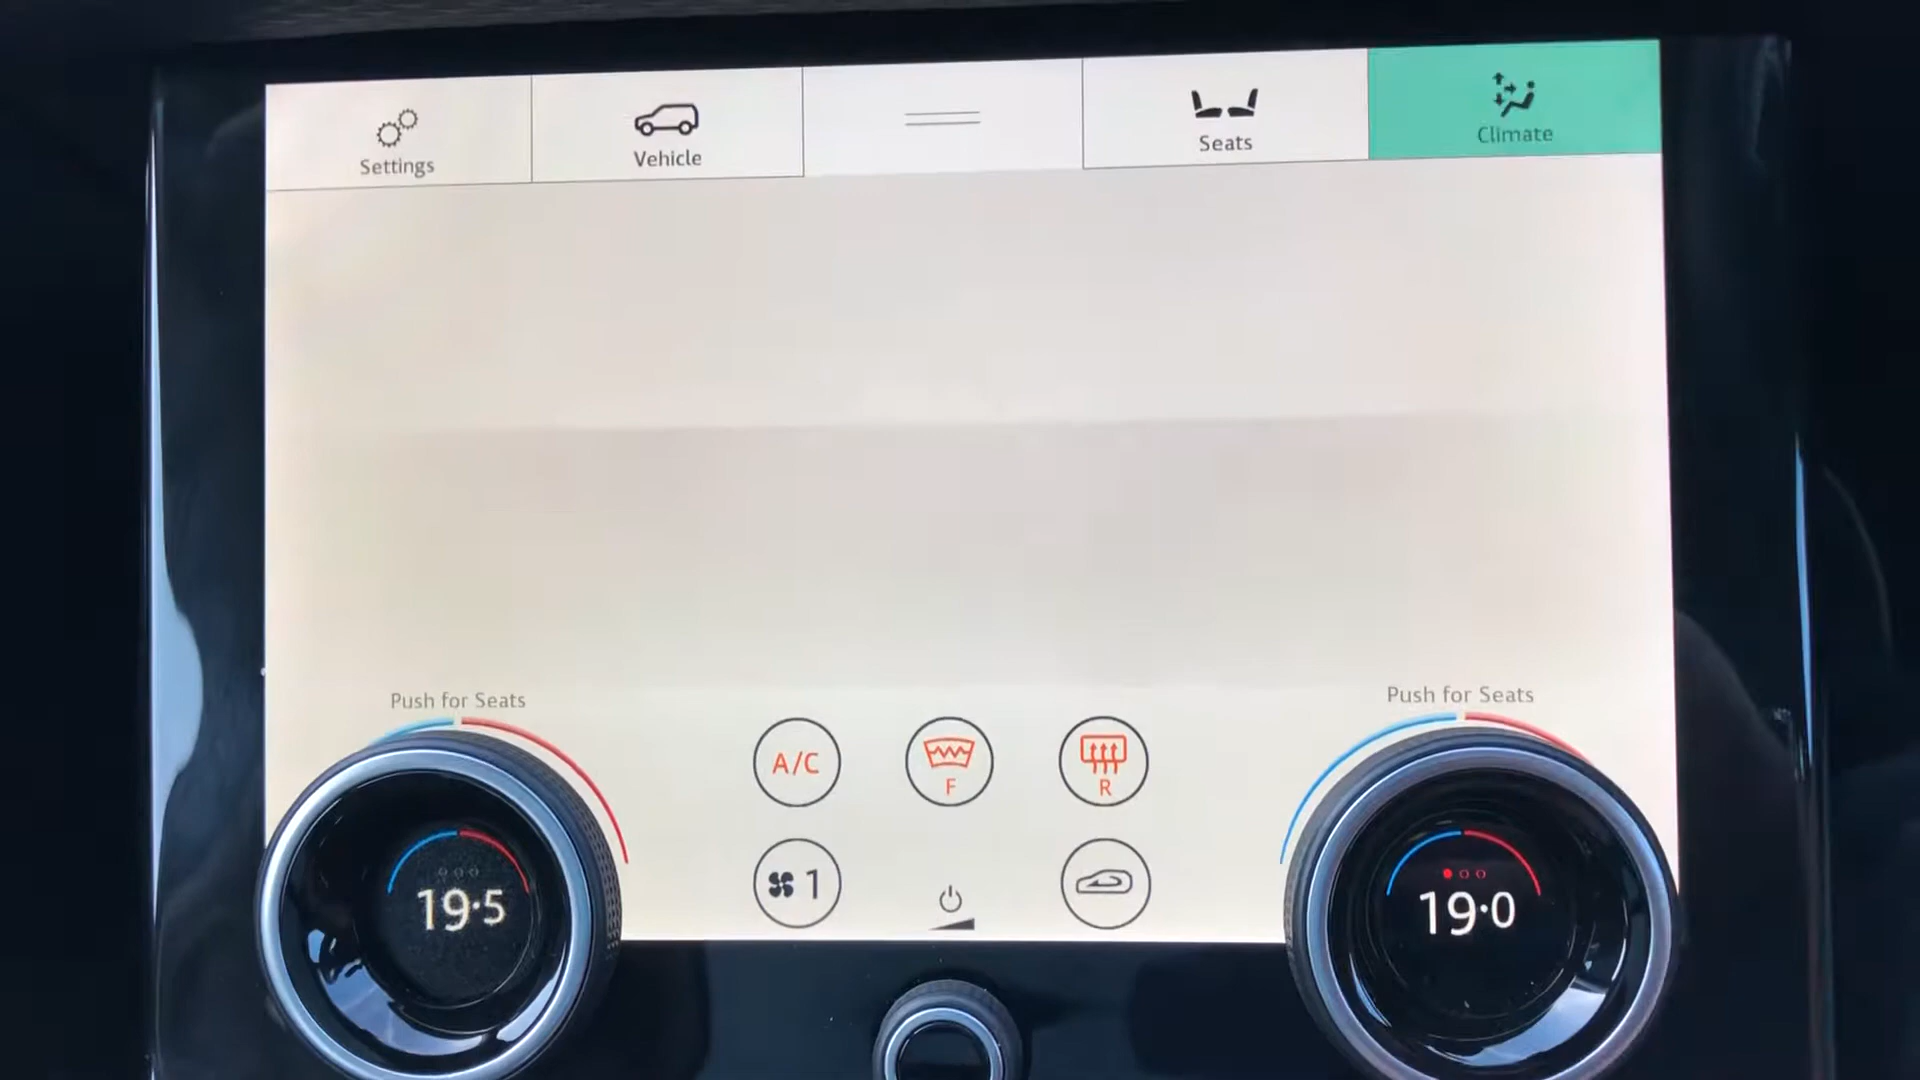 Settings
Vehicle
Seats
Climate
Push for Seats
Push for Seats
A/C
F
R
1
19.5
19.0